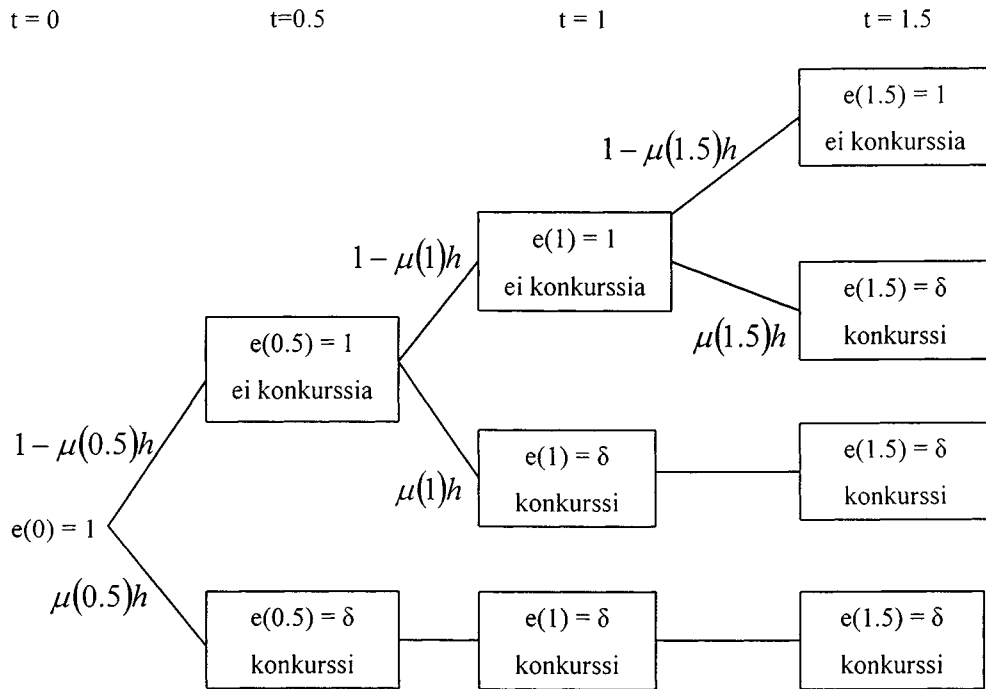 t = 0
t=0.5
t = 1
t = 1.5
e(1.5) = 1
ei konkurssia
1 − μ(1.5)h
e(1) = 1
ei konkurssia
1 − μ(1)h
e(1.5) = δ
konkurssi
μ(1.5)h
e(0.5) = 1
ei konkurssia
1 − μ(0.5)h
e(1) = δ
konkurssi
μ(1)h
e(1.5) = δ
konkurssi
e(0) = 1
μ(0.5)h
e(0.5) = δ
konkurssi
e(1) = δ
konkurssi
e(1.5) = δ
konkurssi